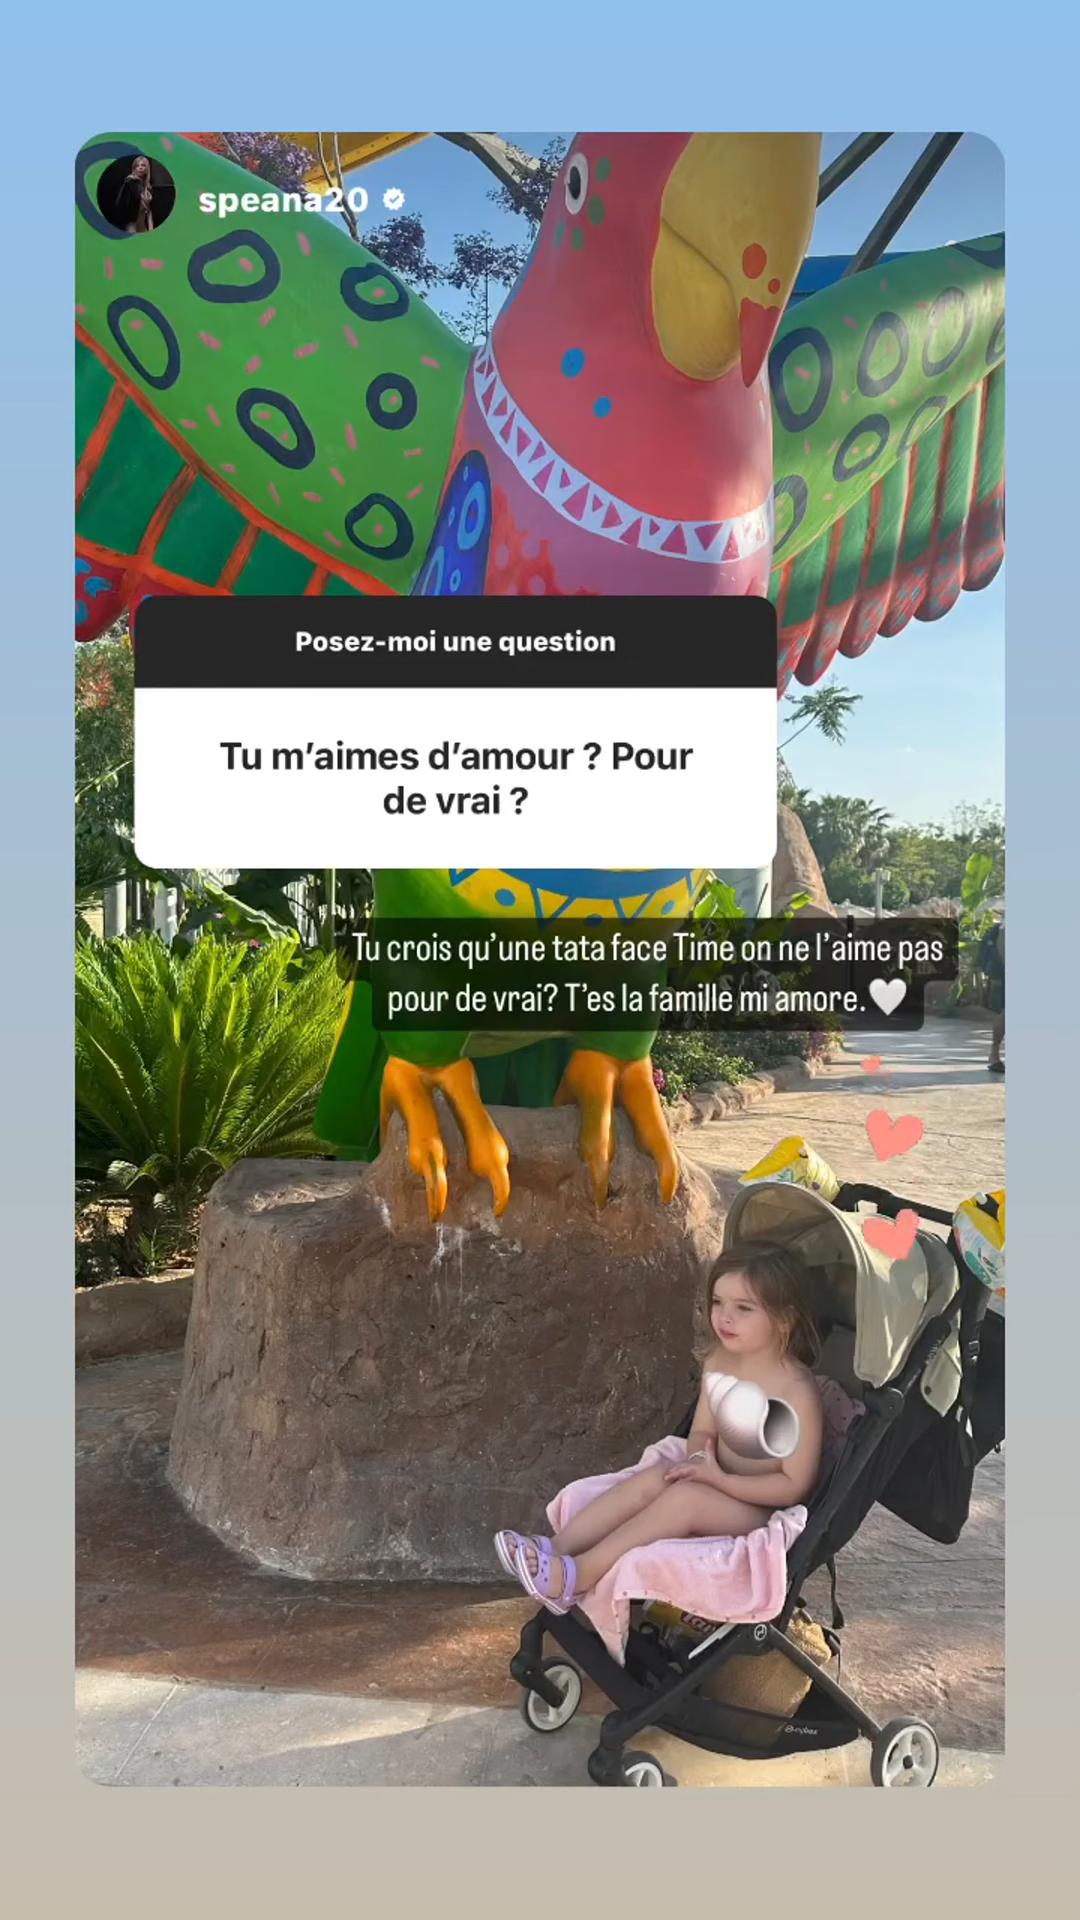 speana20
Posez-moi une question
Tu m’aimes d’amour ? Pour
de vrai ?
Tu crois qu’une tata face Time on ne l’aime pas
pour de vrai? T’es la famille mi amore.🤍